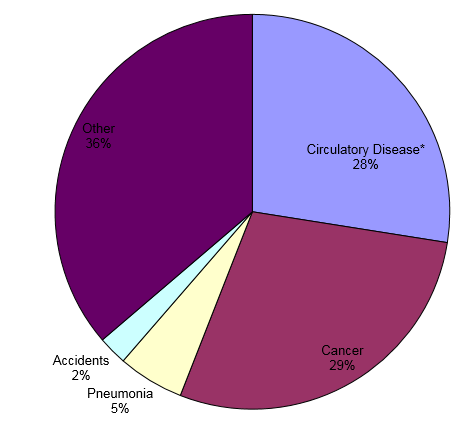 Other
36%
Circulatory Disease*
28%
Cancer
29%
Accidents
2%
Pneumonia
5%